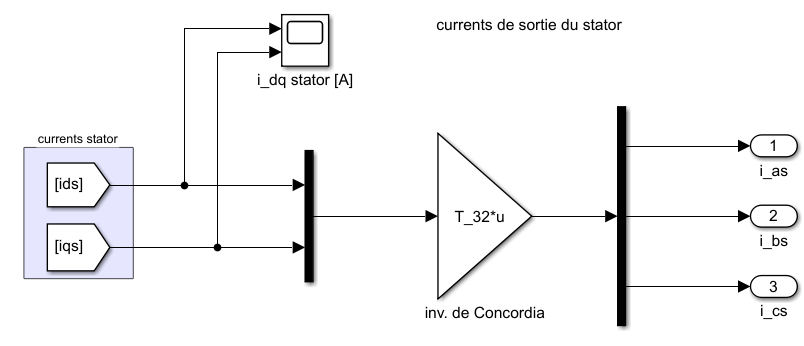 currents de sortie du stator
i_dq stator [A]
currents stator
[ids]
[iqs]
T_32*u
inv. de Concordia
1
i_as
2
i_bs
3
i_cs